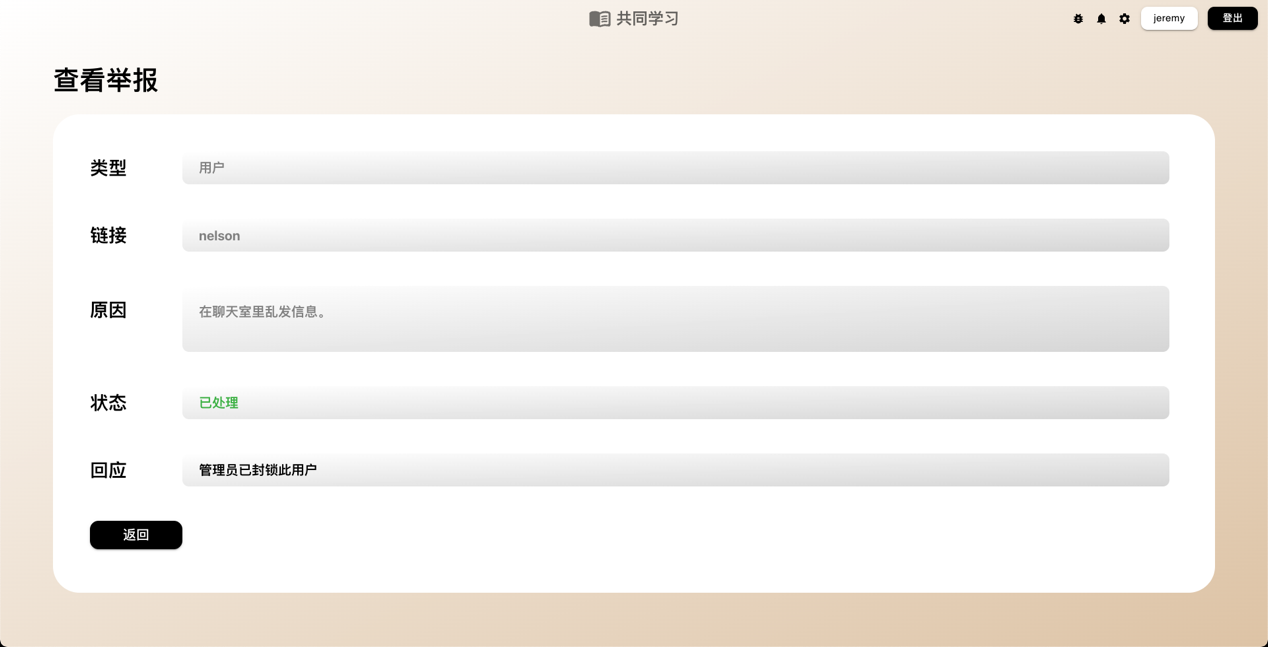 共同学习
jeremy
登出
查看举报
类型
用户
链接
nelson
原因
在聊天室里乱发信息。
状态
已处理
回应
管理员已封锁此用户
返回